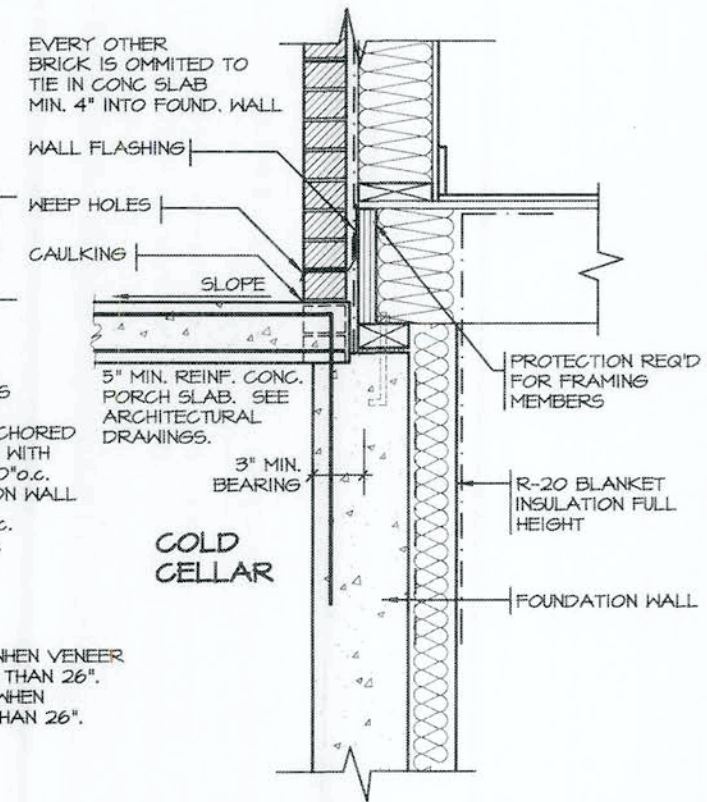 EVERY OTHER
BRICK IS OMMITED TO
TIE IN CONC SLAB
MIN. 4" INTO FOUND. WALL
WALL FLASHING
WEEP HOLES
CAULKING
SLOPE
5" MIN. REINF. CONC.
PORCH SLAB. SEE
ARCHITECTURAL
DRAWINGS.
3" MIN.
BEARING
COLD
CELLAR
PROTECTION REQ'D
FOR FRAMING
MEMBERS
R-20 BLANKET
INSULATION FULL
HEIGHT
FOUNDATION WALL
S
CHORED
WITH
0"o.c.
ON WALL
c.
WHEN VENEER
THAN 26".
WHEN
HAN 26".